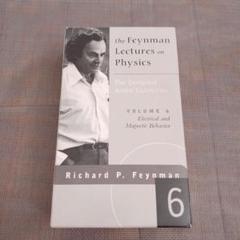 the Feynman
Lectures on
Physics
The Complete
Audio Collection
VOLUME 6
Electrical and
Magnetic Behavior
Richard P. Feynman
6